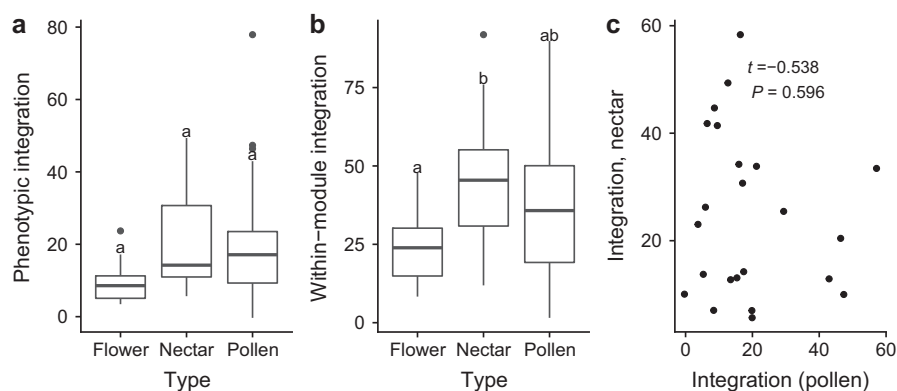 a
Phenotypic integration
80
60
40
20
0
a
a
a
Flower Nectar Pollen
Type
b
Within−module integration
75
50
25
0
a
b
ab
Flower Nectar Pollen
Type
c
Integration, nectar
60
40
20
t =−0.538
P = 0.596
0 20 40 60
Integration (pollen)